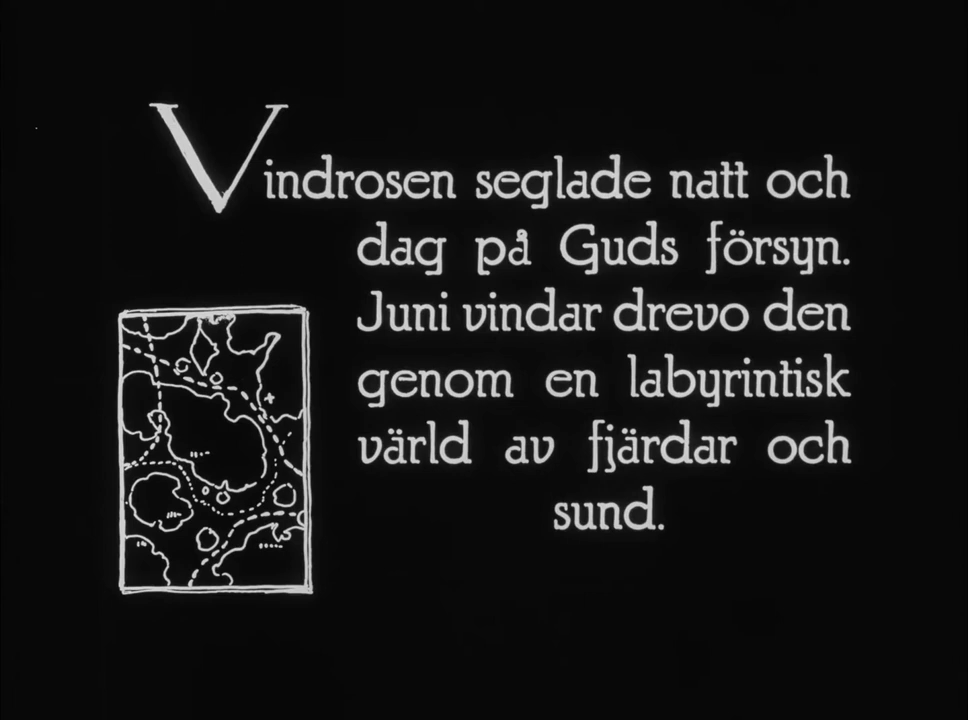 Vindrosen seglade natt och
dag på Guds försyn.
Juni vindar drevo den
genom en labyrintisk
värld av fjärdar och
sund.